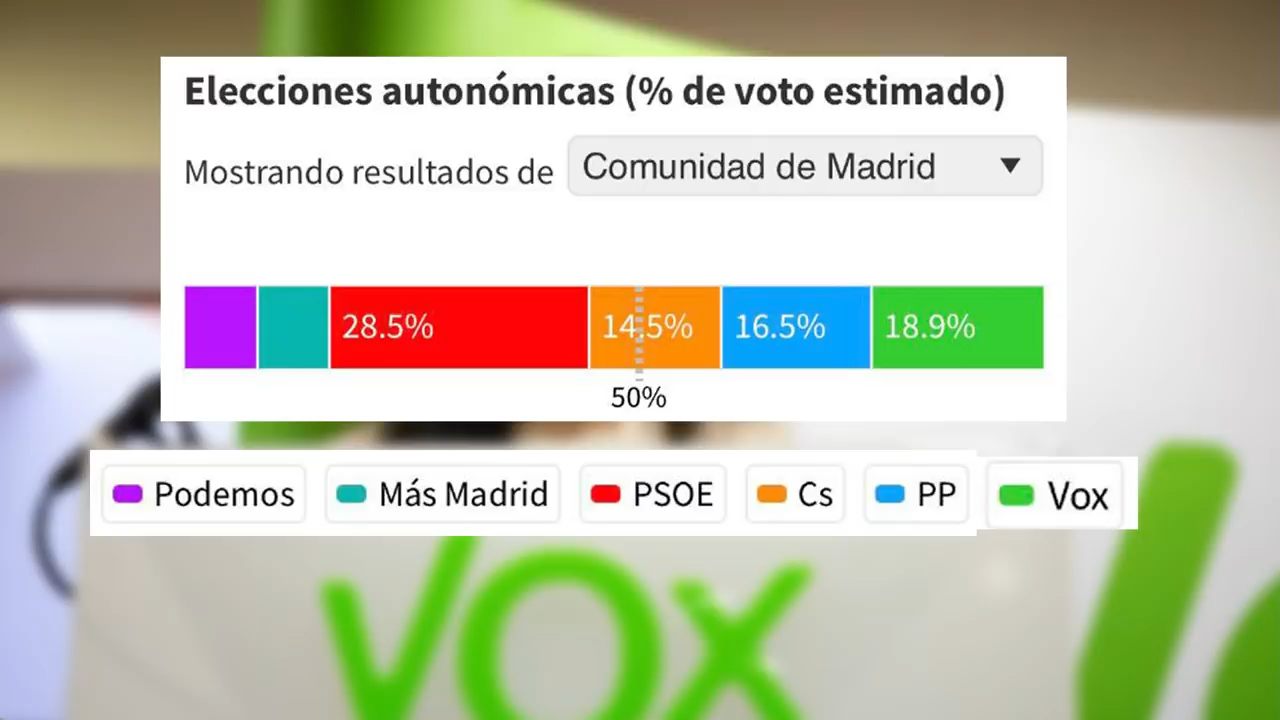 Elecciones autonómicas (% de voto estimado)
Mostrando resultados de Comunidad de Madrid
28.5% 14.5% 16.5% 18.9%
50%
Podemos Más Madrid PSOE Cs PP Vox
VOX